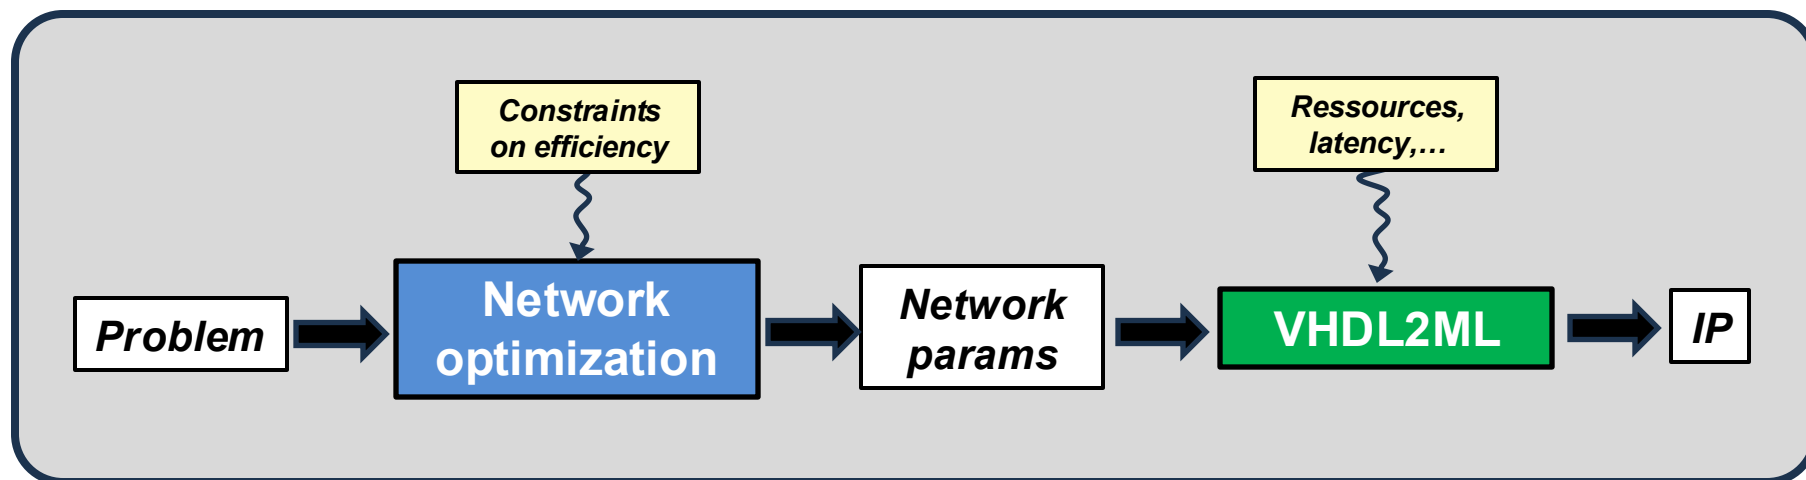 Constraints
on efficiency
Ressources,
latency,…
Problem
Network
optimization
Network
params
VHDL2ML
IP